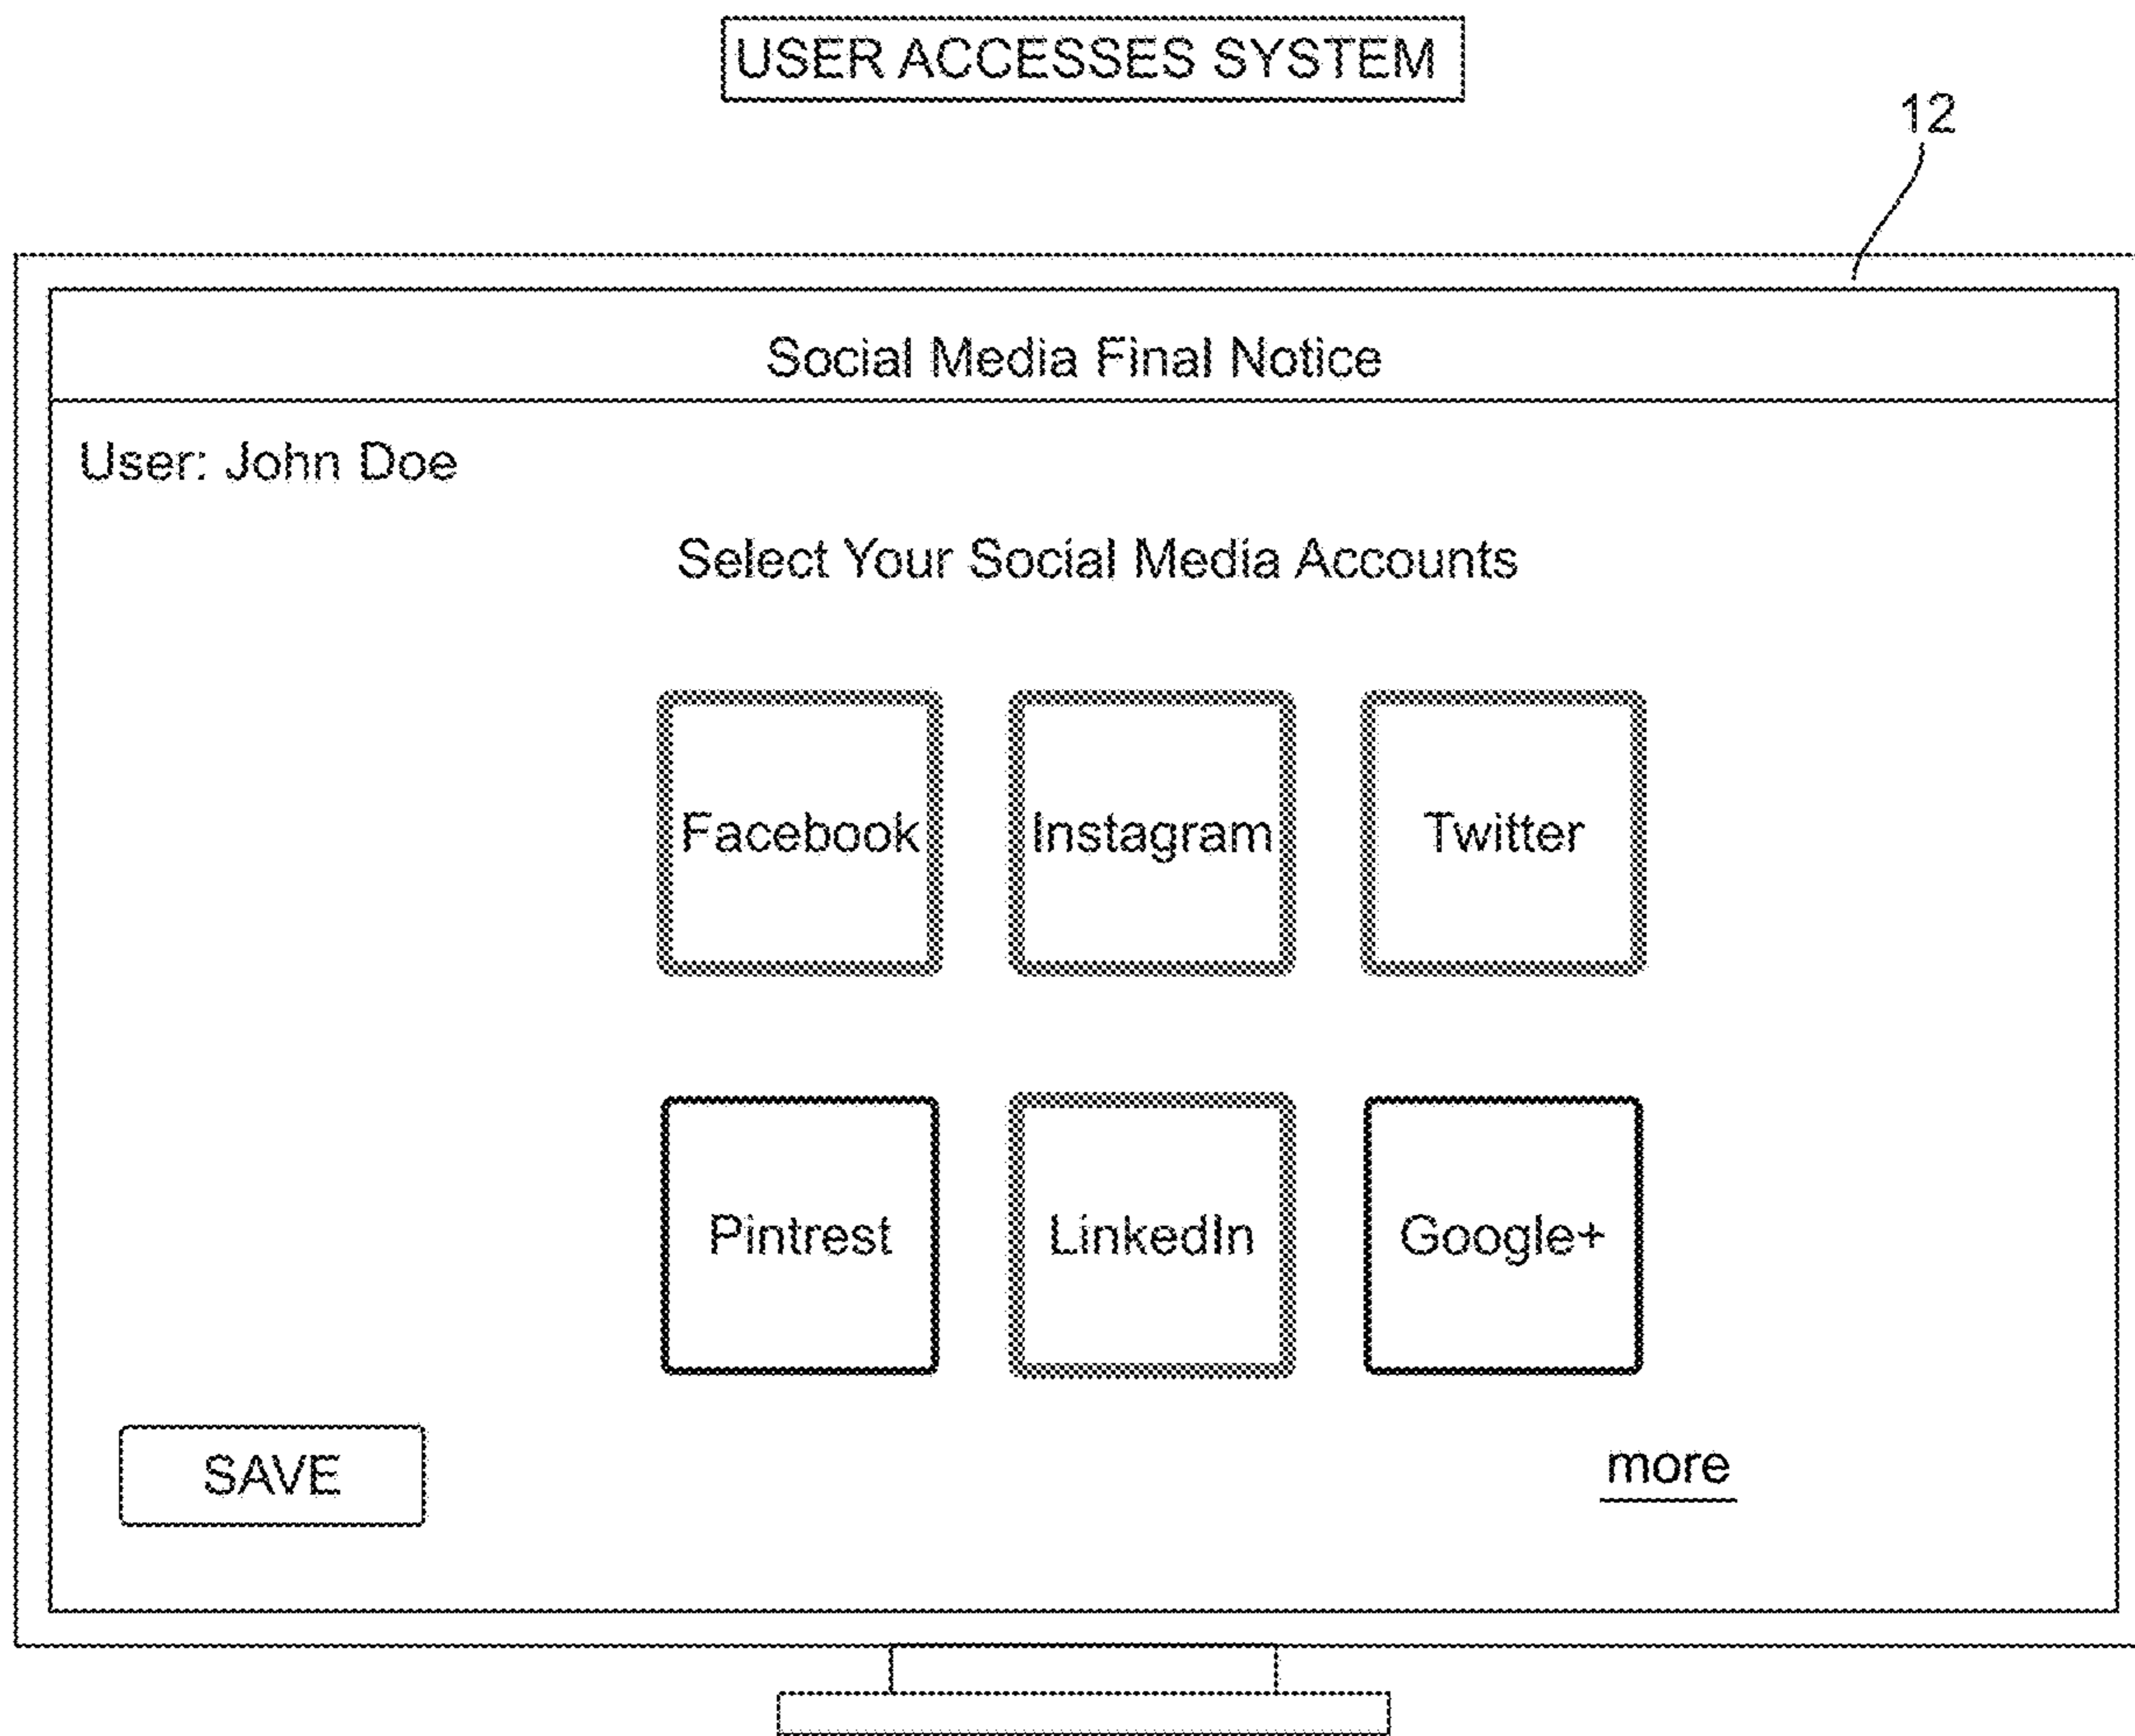 USER ACCESSES SYSTEM
12
Social Media Final Notice
User: John Doe
Select Your Social Media Accounts
Facebook Instagram Twitter
Pintrest LinkedIn Google+
SAVE more